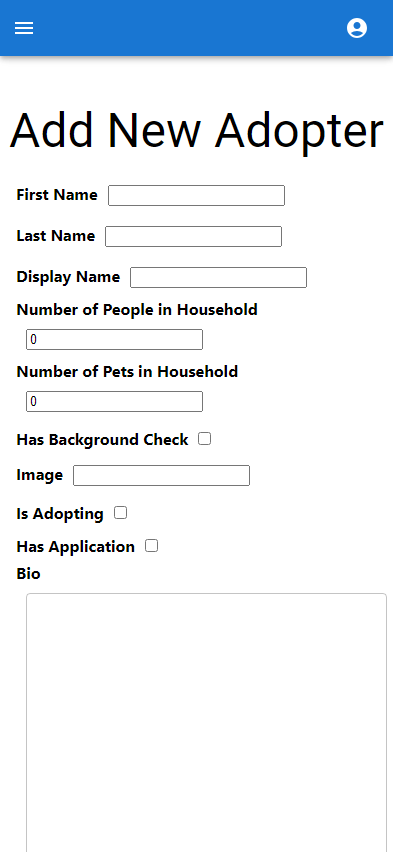 Add New Adopter
First Name
Last Name
Display Name
Number of People in Household
0
Number of Pets in Household
0
Has Background Check
Image
Is Adopting
Has Application
Bio